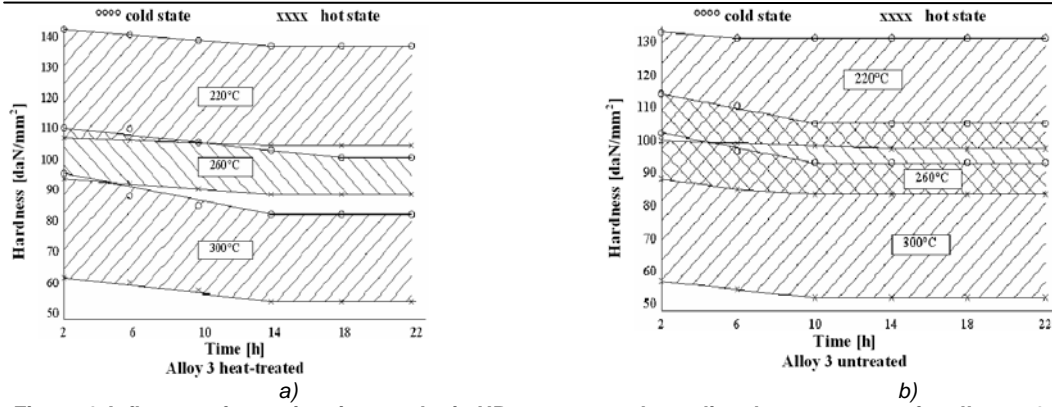 °°°° cold state xxxx hot state
Hardness [daN/mm²]
140
130
120
110
100
90
80
70
60
50
220°C
260°C
300°C
2 6 10 14 18 22
Time [h]
Alloy 3 heat-treated
a)
°°°° cold state xxxx hot state
Hardness [daN/mm²]
130
120
110
100
90
80
70
60
50
220°C
260°C
300°C
2 6 10 14 18 22
Time [h]
Alloy 3 untreated
b)